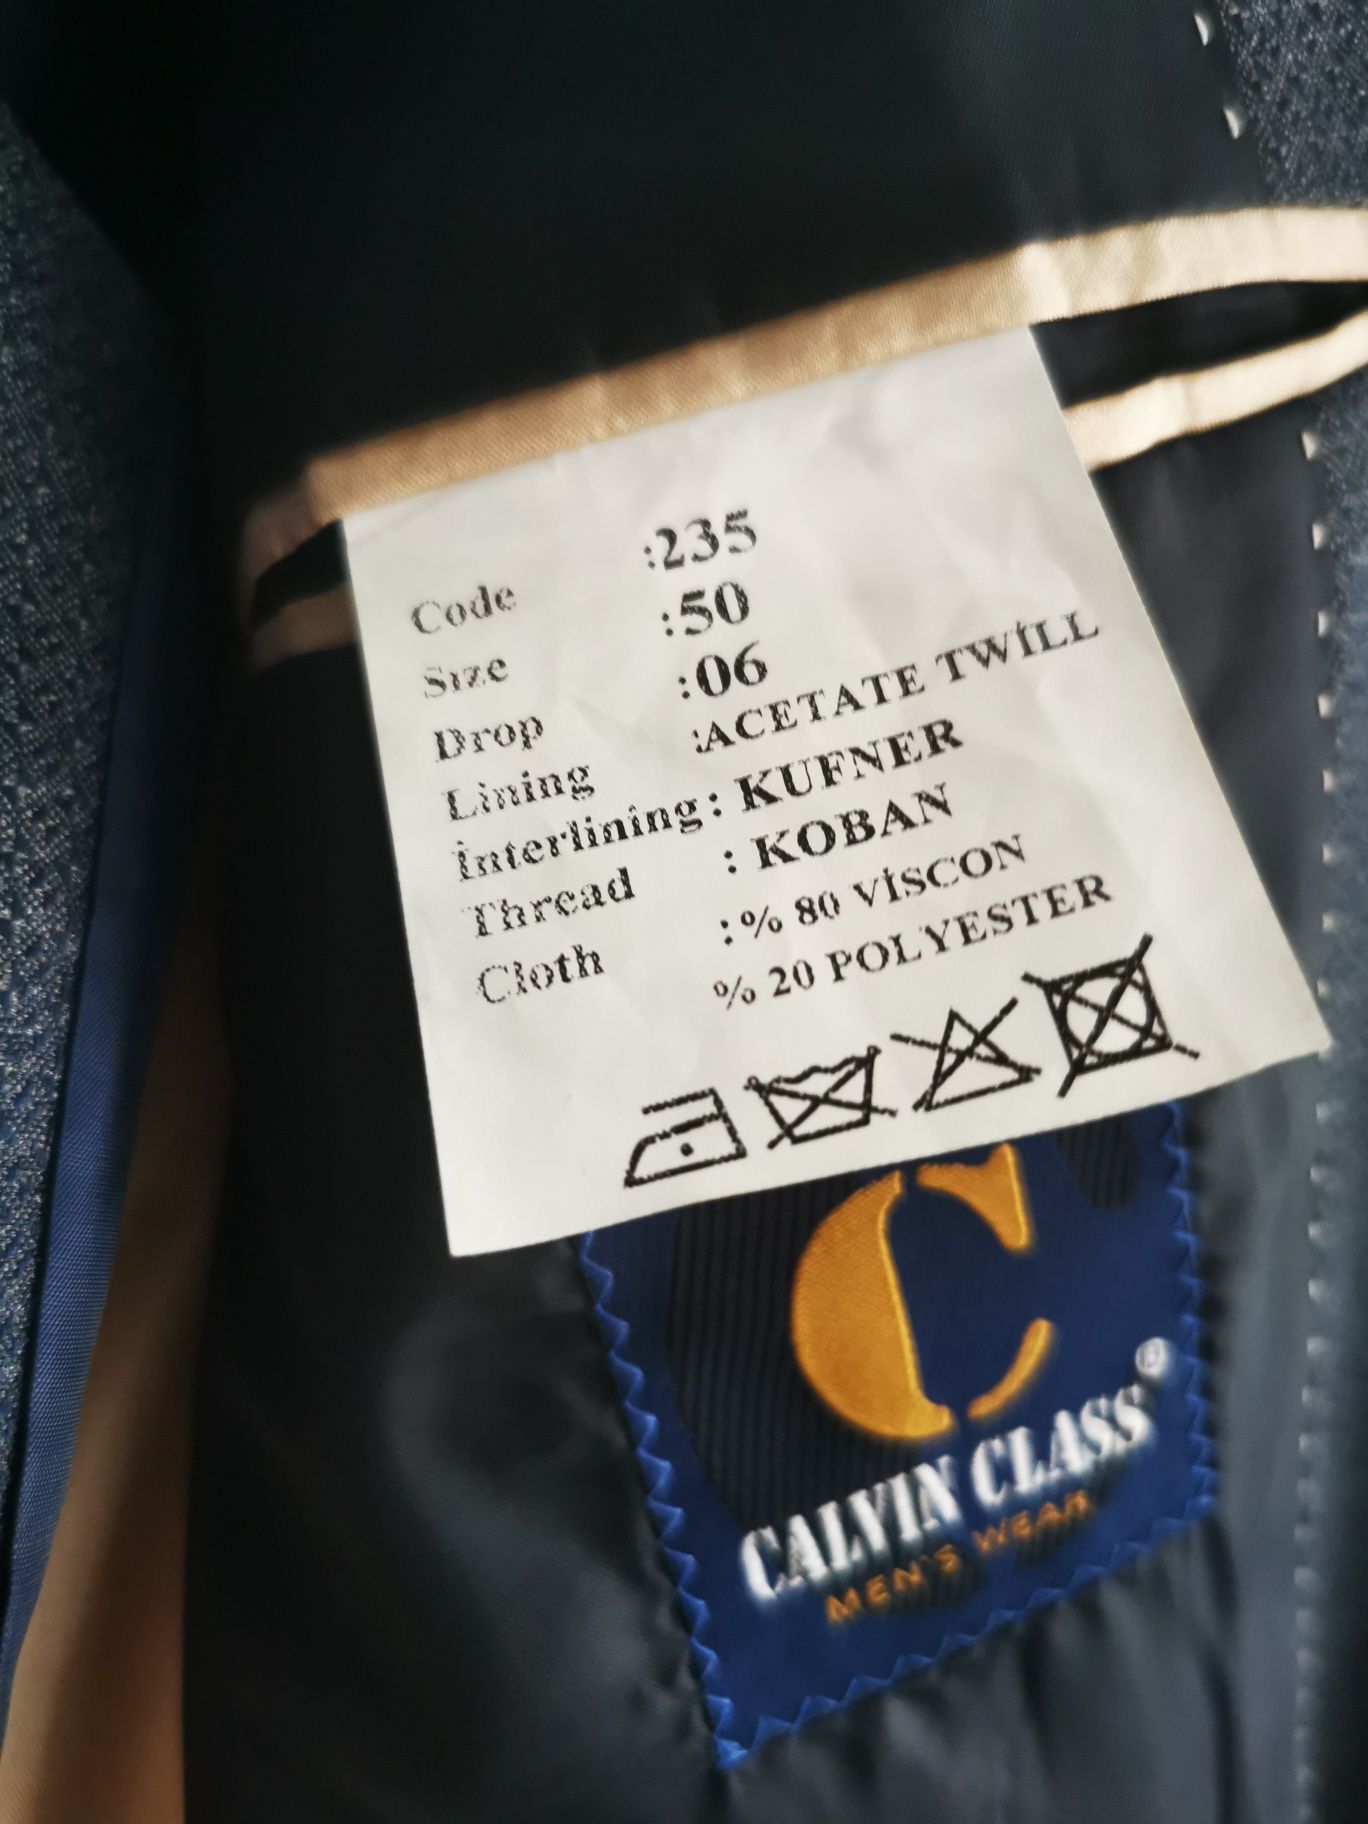 Code :235
Size :50
Drop :06
Lining :ACETATE TWİLL
İnterlining: KUFNER
Thread : KOBAN
Cloth :% 80 VİSCON
% 20 POLYESTER
C
CALVIN CLASS®
MEN'S WEAR